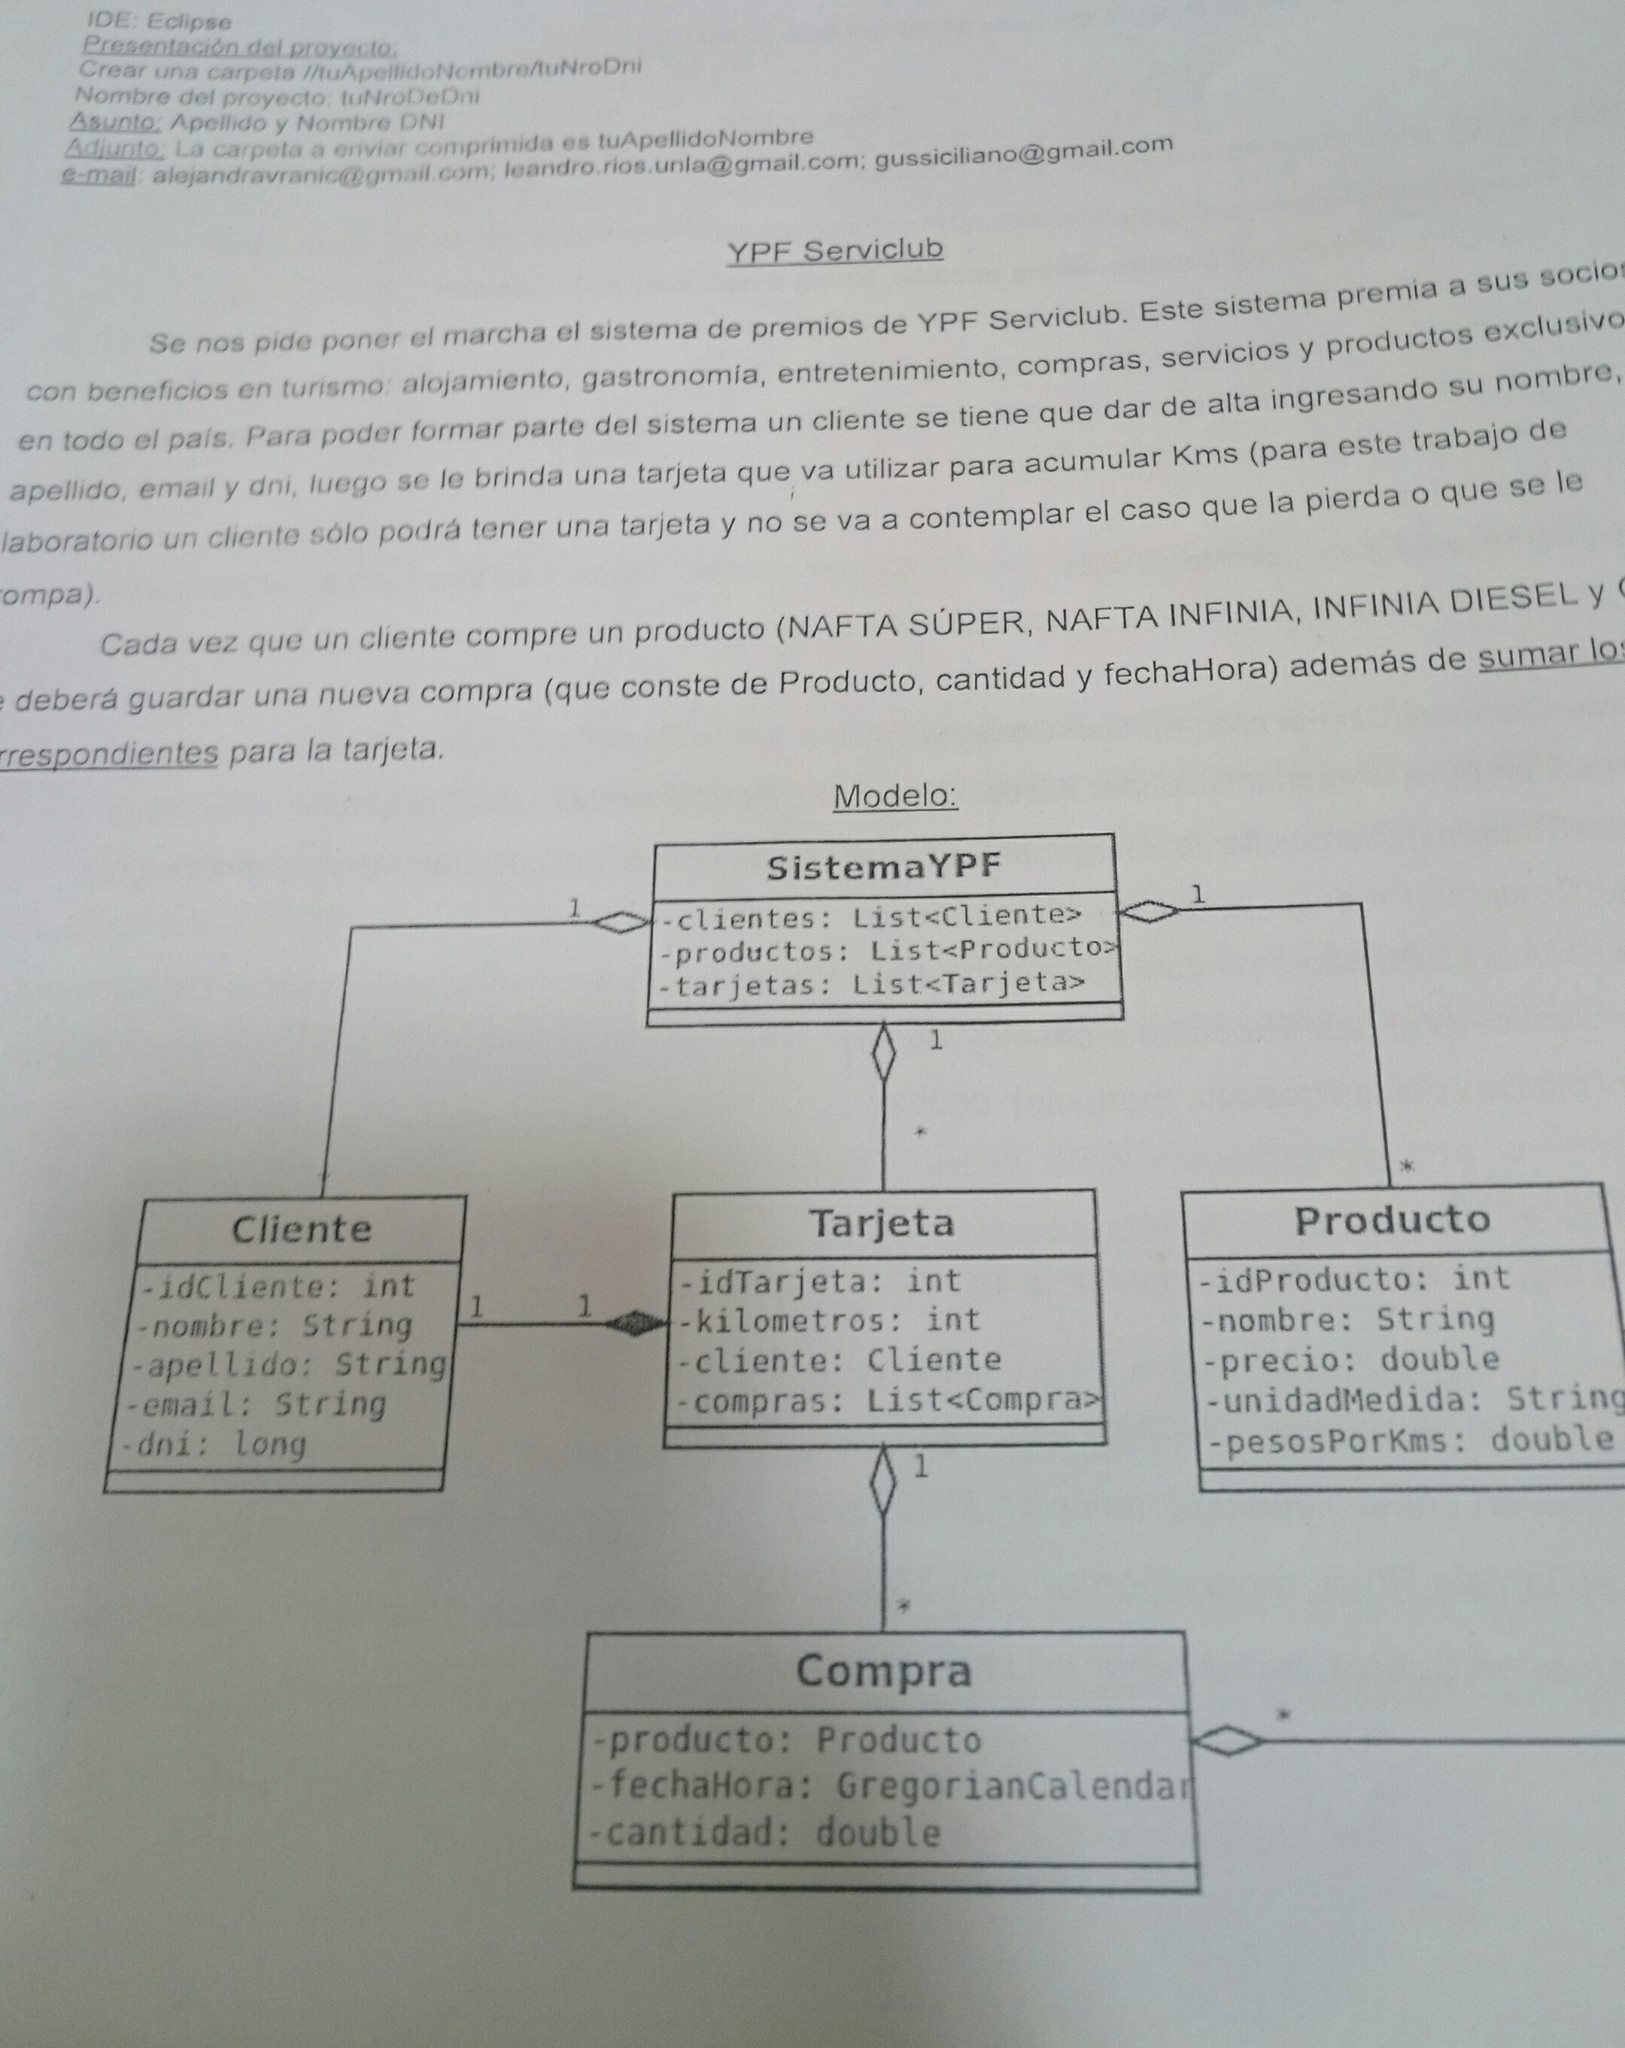 IDE: Eclipse
Presentación del proyecto:
Crear una carpeta //tuApellidoNombre/tuNroDni
Nombre del proyecto: tuNroDeDni
Asunto: Apellido y Nombre DNI
Adjunto: La carpeta a enviar comprimida es tuApellidoNombre
e-mail: alejandravranic@gmail.com; leandro.rios.unla@gmail.com; gussiciliano@gmail.com
YPF Serviclub
Se nos pide poner el marcha el sistema de premios de YPF Serviclub. Este sistema premia a sus socios
con beneficios en turismo: alojamiento, gastronomía, entretenimiento, compras, servicios y productos exclusivo
en todo el país. Para poder formar parte del sistema un cliente se tiene que dar de alta ingresando su nombre,
apellido, email y dni, luego se le brinda una tarjeta que va utilizar para acumular Kms (para este trabajo de
laboratorio un cliente sólo podrá tener una tarjeta y no se va a contemplar el caso que la pierda o que se le
ompa).
Cada vez que un cliente compre un producto (NAFTA SÚPER, NAFTA INFINIA, INFINIA DIESEL y
e deberá guardar una nueva compra (que conste de Producto, cantidad y fechaHora) además de sumar los
rrespondientes para la tarjeta.
Modelo:
SistemaYPF
-clientes: List<Cliente>
-productos: List<Producto>
-tarjetas: List<Tarjeta>
1
1
1
*
*
Cliente
-idCliente: int
-nombre: String
-apellido: String
-email: String
-dni: long
1
1
Tarjeta
-idTarjeta: int
-kilometros: int
-cliente: Cliente
-compras: List<Compra>
Producto
-idProducto: int
-nombre: String
-precio: double
-unidadMedida: String
-pesosPorKms: double
1
*
Compra
-producto: Producto
-fechaHora: GregorianCalendar
-cantidad: double
*